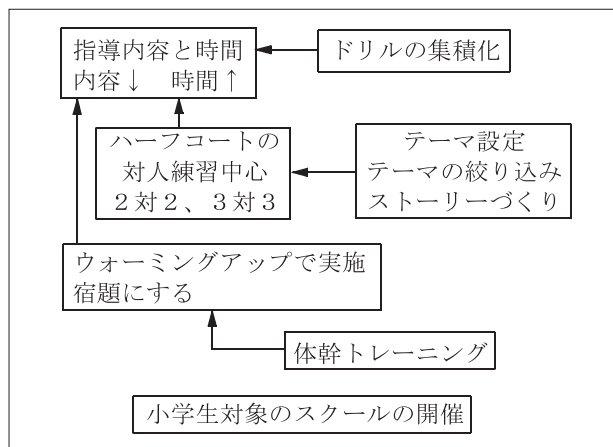 指導内容と時間
内容↓　時間↑
ドリルの集積化
ハーフコートの
対人練習中心
２対２、３対３
テーマ設定
テーマの絞り込み
ストーリーづくり
ウォーミングアップで実施
宿題にする
体幹トレーニング
小学生対象のスクールの開催